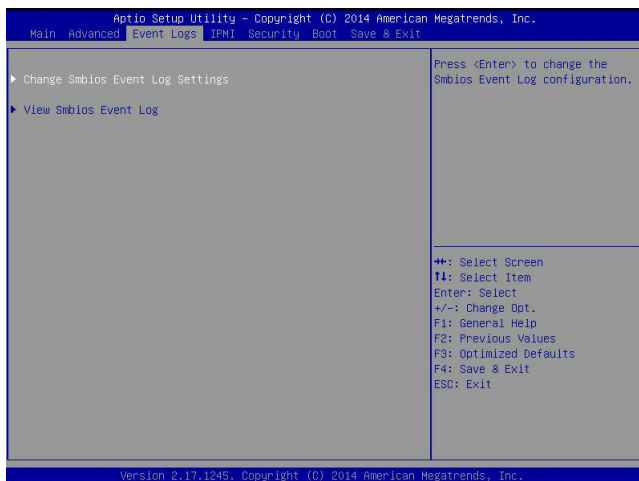 Aptio Setup Utility – Copyright (C) 2014 American Megatrends, Inc.
Main Advanced Event Logs IPMI Security Boot Save & Exit
▶ Change Smbios Event Log Settings
▶ View Smbios Event Log
Press <Enter> to change the
Smbios Event Log configuration.
→←: Select Screen
↑↓: Select Item
Enter: Select
+/-: Change Opt.
F1: General Help
F2: Previous Values
F3: Optimized Defaults
F4: Save & Exit
ESC: Exit
Version 2.17.1245. Copyright (C) 2014 American Megatrends, Inc.